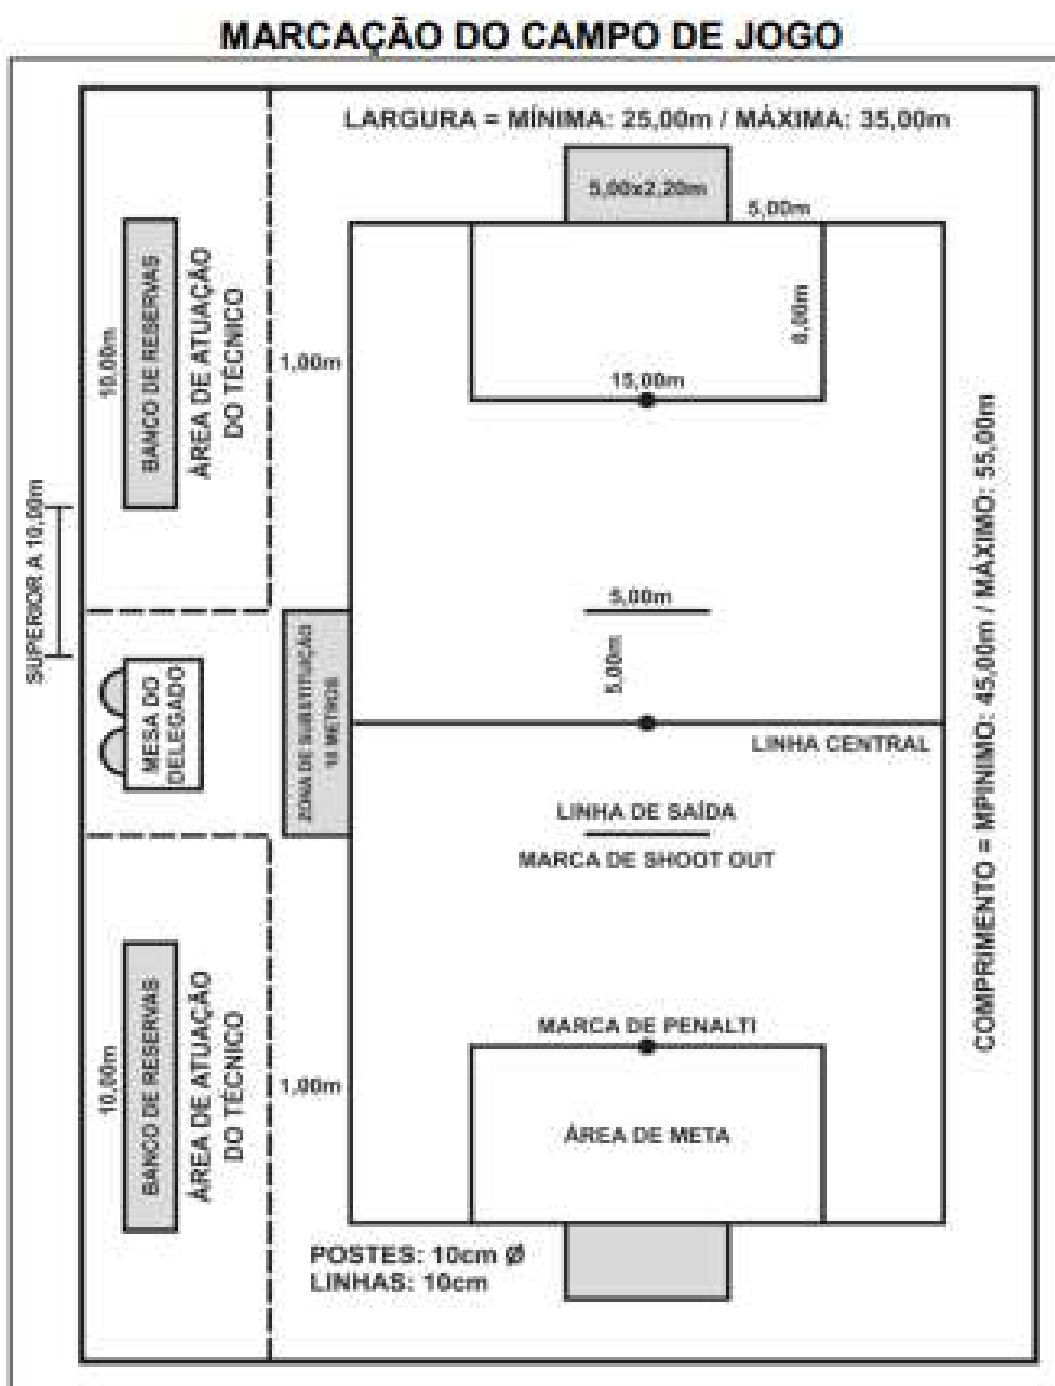 MARCAÇÃO DO CAMPO DE JOGO
LARGURA = MÍNIMA: 25,00m / MÁXIMA: 35,00m
5,00x2,20m
5,00m
BANCO DE RESERVAS
ÁREA DE ATUAÇÃO
DO TÉCNICO
10,00m
1,00m
8,00m
15,00m
SUPERIOR A 10,00m
COMPRIMENTO = MPINIMO: 45,00m / MÁXIMO: 55,00m
5,00m
5,00m
MESA DO
DELEGADO
ZONA DE SUBSTITUIÇÃO
METROS
LINHA CENTRAL
LINHA DE SAÍDA
MARCA DE SHOOT OUT
BANCO DE RESERVAS
ÁREA DE ATUAÇÃO
DO TÉCNICO
10,00m
1,00m
MARCA DE PENALTI
ÁREA DE META
POSTES: 10cm Ø
LINHAS: 10cm